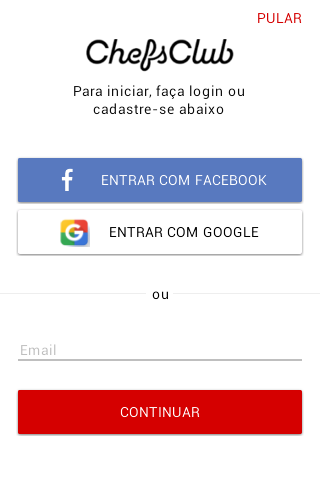 PULAR
ChefsClub
Para iniciar, faça login ou
cadastre-se abaixo
f ENTRAR COM FACEBOOK
G ENTRAR COM GOOGLE
ou
Email
CONTINUAR